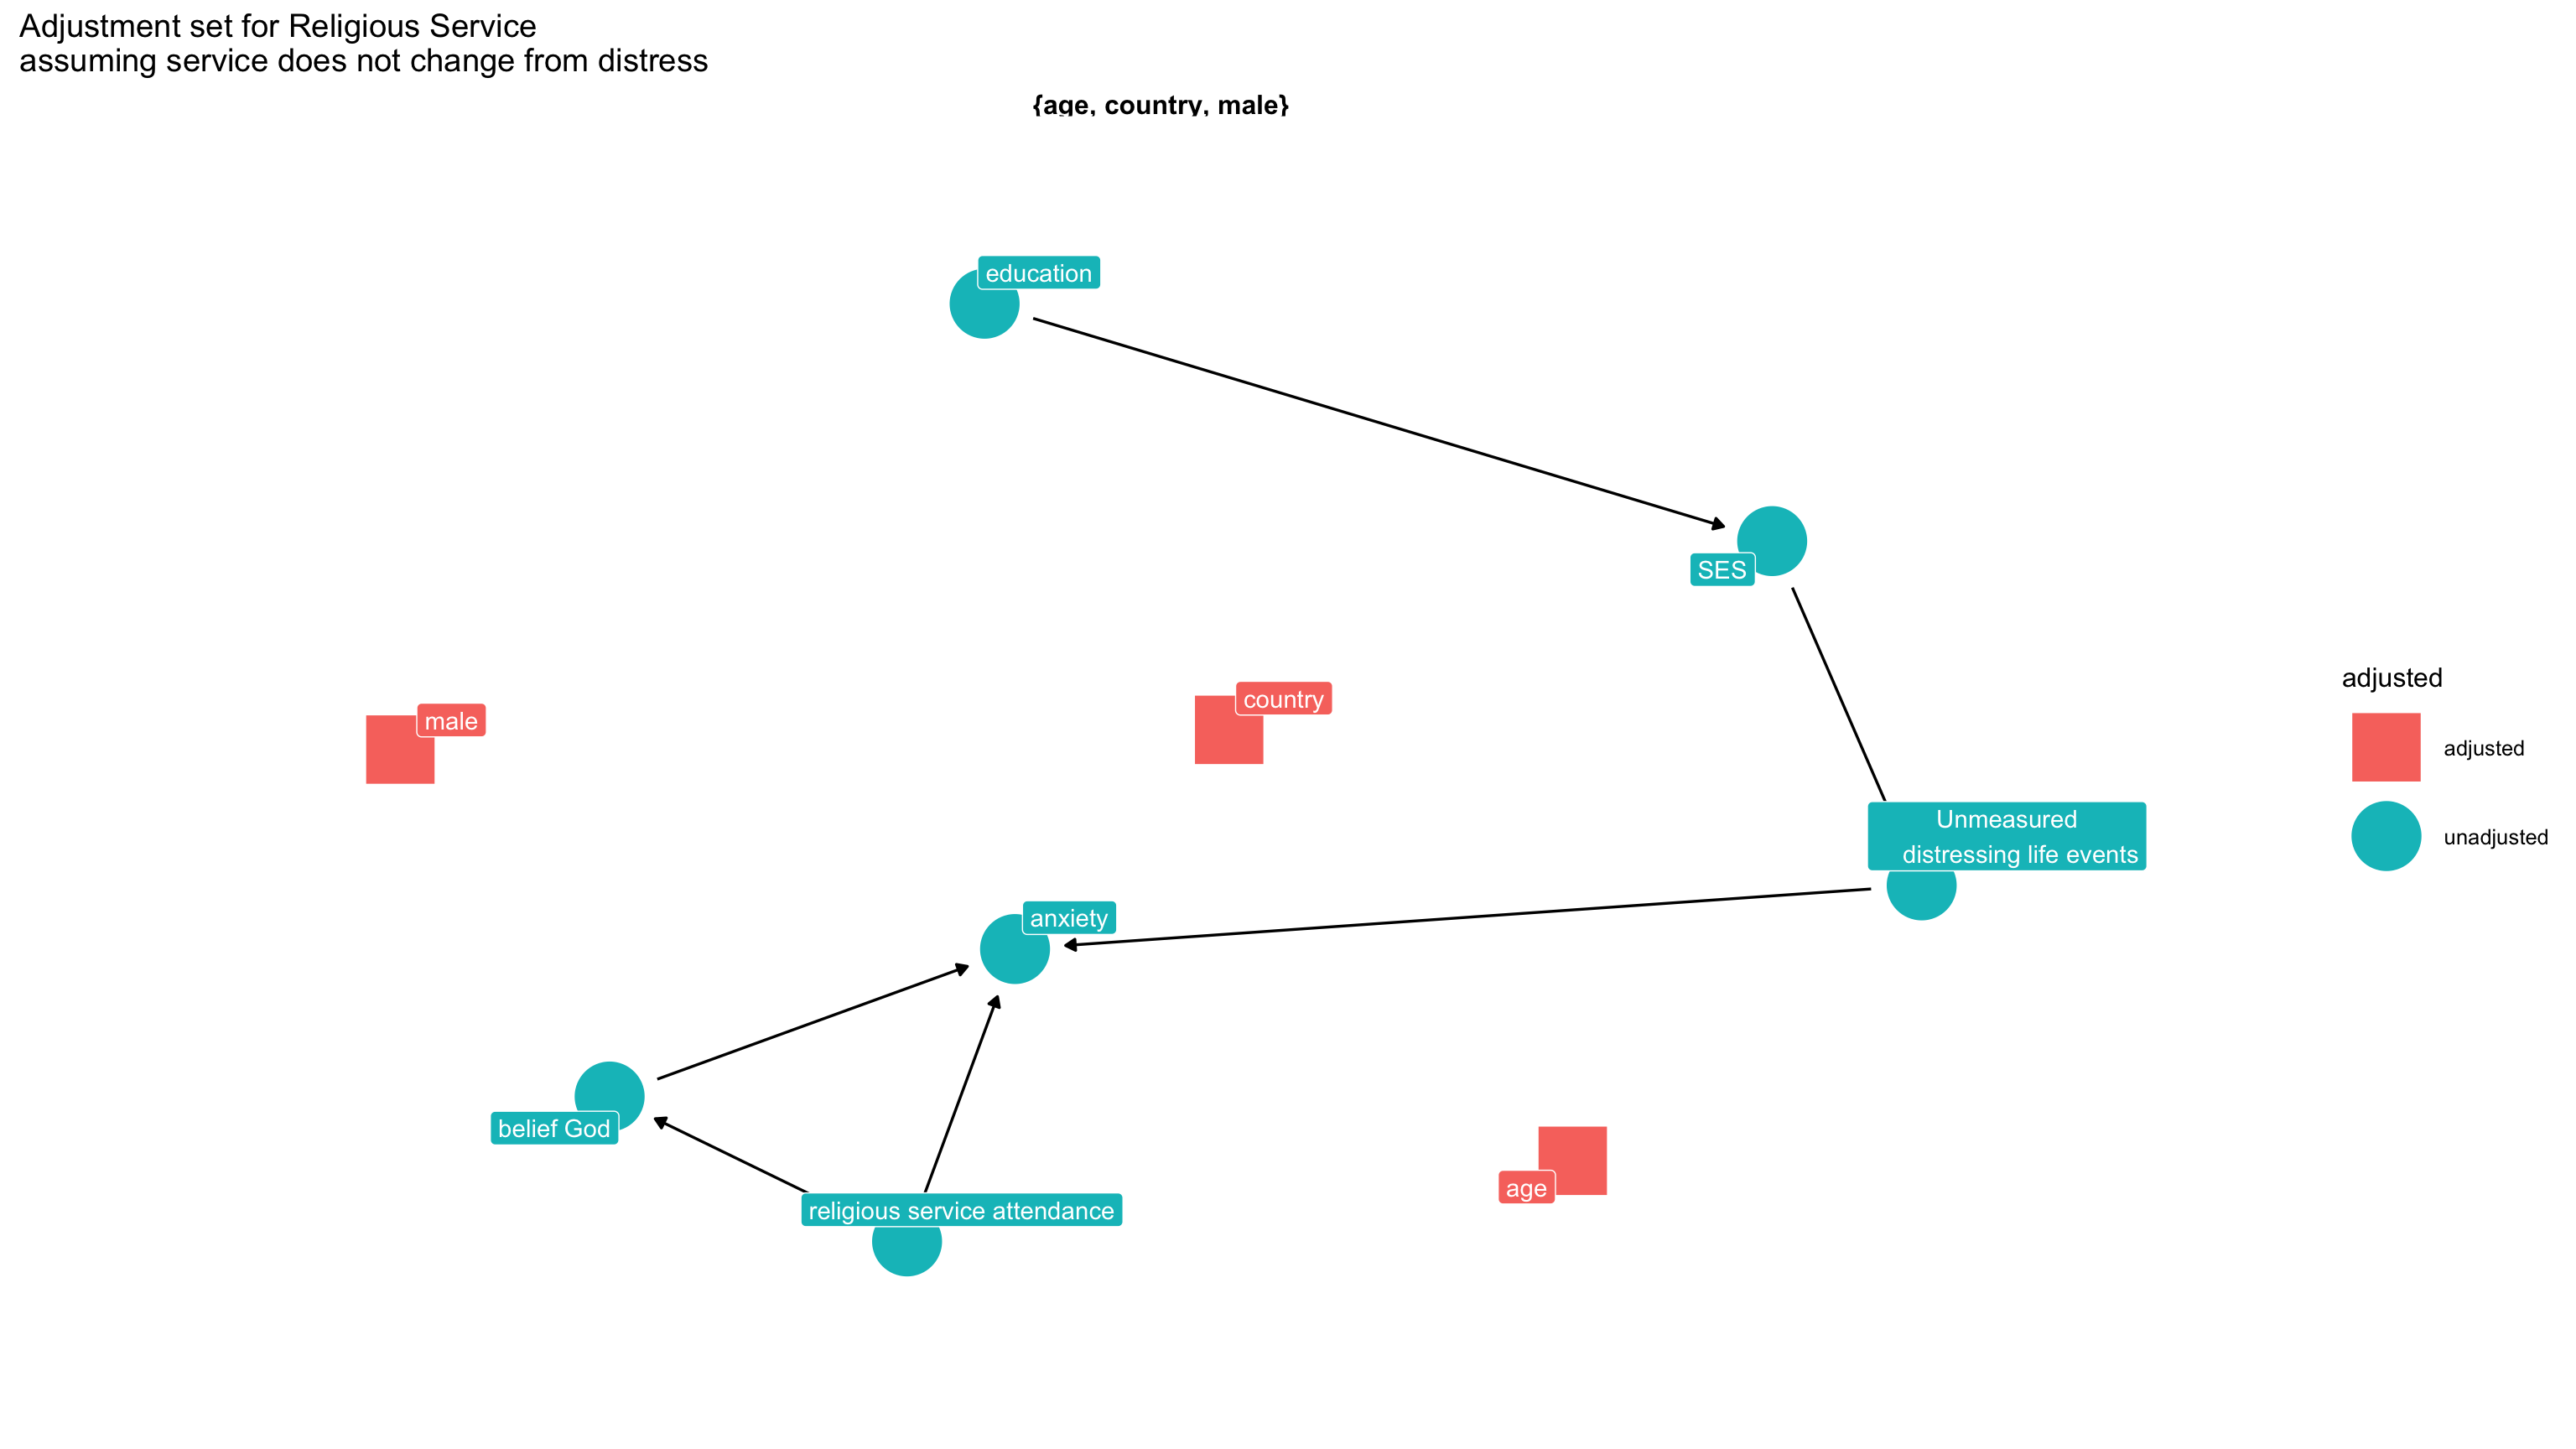 Adjustment set for Religious Service
assuming service does not change from distress
{age, country, male}
education
SES
country
male
Unmeasured
distressing life events
anxiety
belief God
religious service attendance
age
adjusted
adjusted
unadjusted